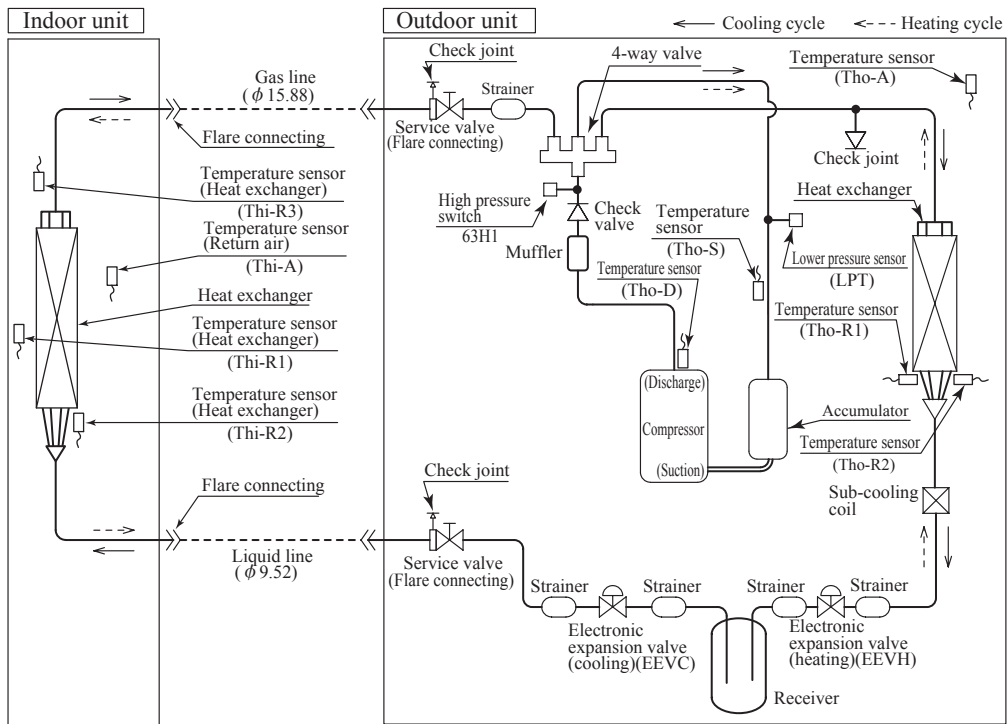 Indoor unit
Outdoor unit
Cooling cycle
Heating cycle
Check joint
4-way valve
Temperature sensor
(Tho-A)
Gas line
(ϕ 15.88)
Strainer
Service valve
(Flare connecting)
Flare connecting
Check joint
Temperature sensor
(Heat exchanger)
(Thi-R3)
High pressure
switch
63H1
Check
valve
Temperature
sensor
(Tho-S)
Heat exchanger
Temperature sensor
(Return air)
(Thi-A)
Muffler
Temperature sensor
(Tho-D)
Lower pressure sensor
(LPT)
Heat exchanger
Temperature sensor
(Heat exchanger)
(Thi-R1)
Temperature sensor
(Tho-R1)
Temperature sensor
(Heat exchanger)
(Thi-R2)
(Discharge)
Compressor
(Suction)
Accumulator
Temperature sensor
(Tho-R2)
Flare connecting
Check joint
Sub-cooling
coil
Liquid line
(ϕ 9.52)
Service valve
(Flare connecting)
Strainer
Strainer
Strainer
Strainer
Electronic
expansion valve
(cooling)(EEVC)
Electronic
expansion valve
(heating)(EEVH)
Receiver